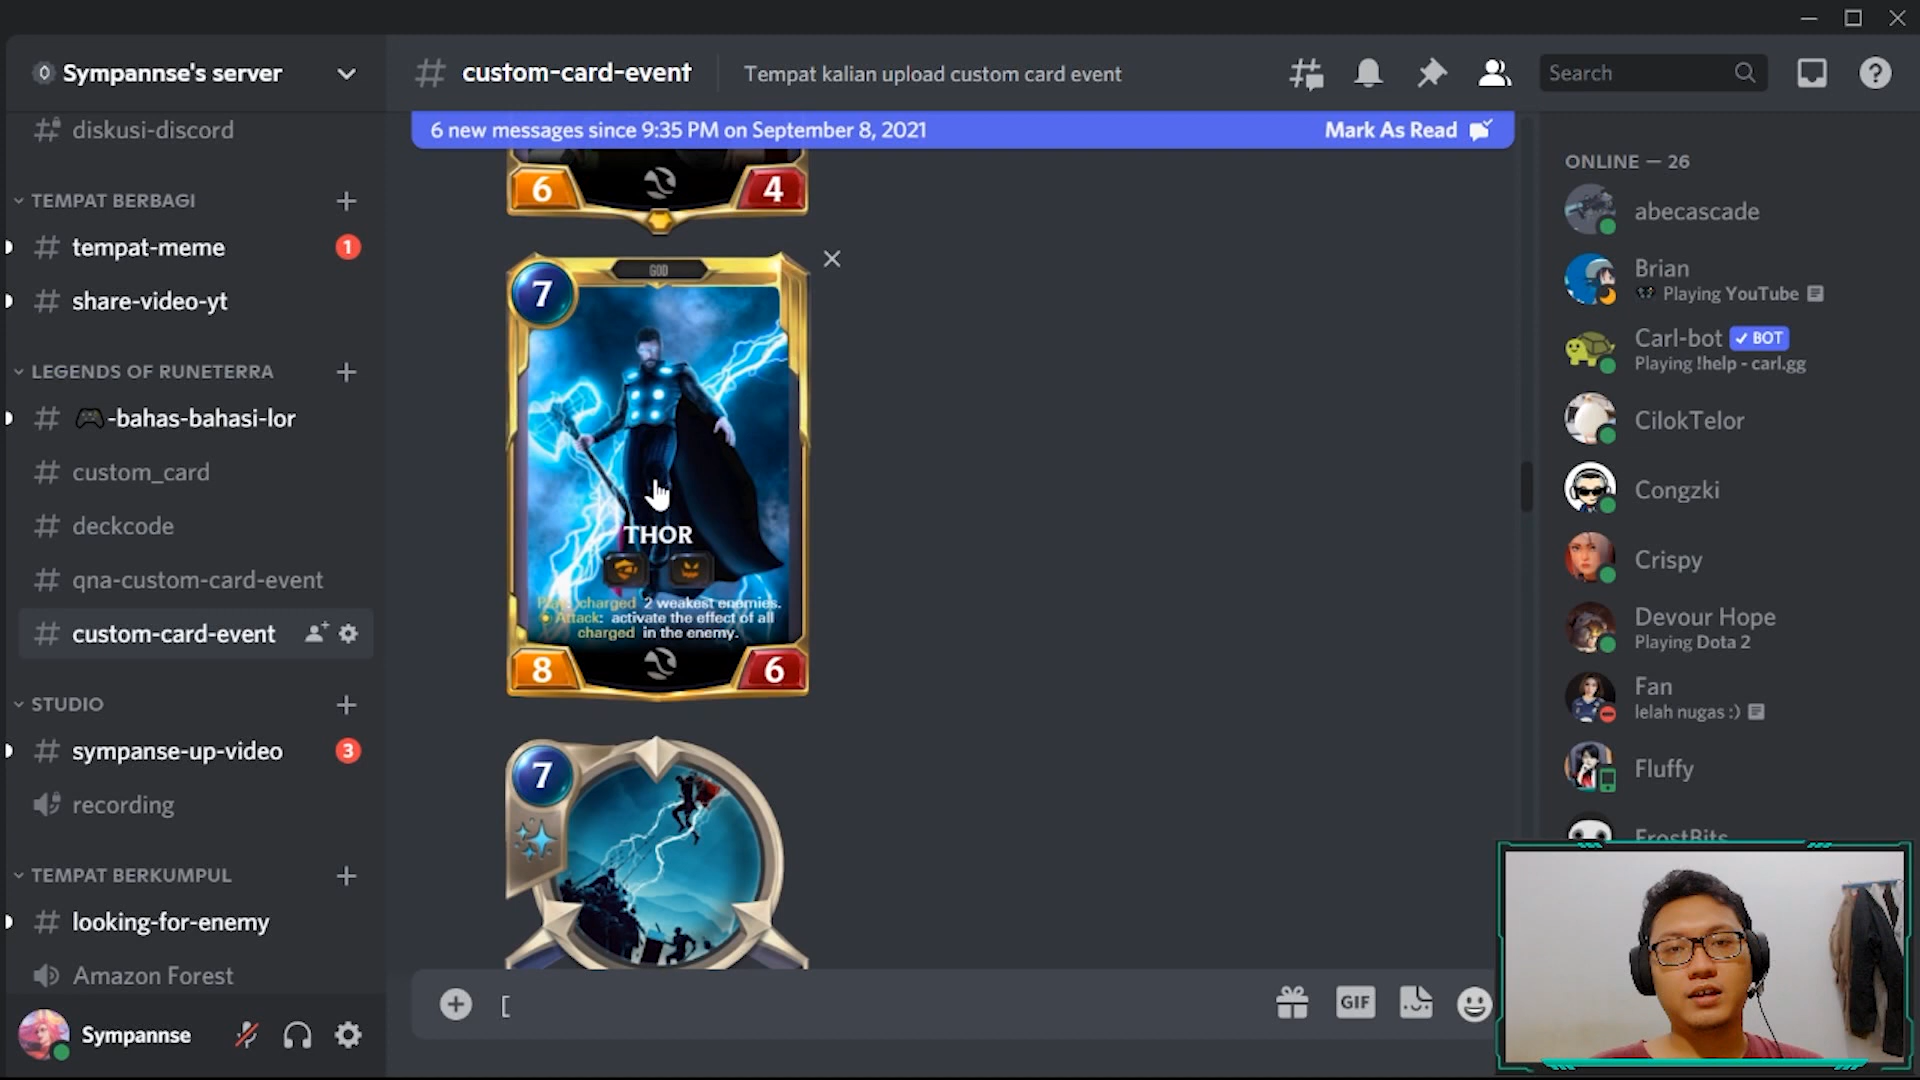 Sympannse's server
# custom-card-event
Tempat kalian upload custom card event
Search
diskusi-discord
6 new messages since 9:35 PM on September 8, 2021
Mark As Read
TEMPAT BERBAGI
# tempat-meme
1
# share-video-yt
LEGENDS OF RUNETERRA
# -bahas-bahasi-lor
# custom_card
# deckcode
# qna-custom-card-event
# custom-card-event
STUDIO
# sympanse-up-video
3
recording
TEMPAT BERKUMPUL
# looking-for-enemy
Amazon Forest
Sympannse
6
4
GOD
7
THOR
Play: charged 2 weakest enemies.
Attack: activate the effect of all
charged in the enemy.
8
6
7
[
GIF
ONLINE — 26
abecascade
Brian
Playing YouTube
Carl-bot
BOT
Playing !help - carl.gg
CilokTelor
Congzki
Crispy
Devour Hope
Playing Dota 2
Fan
lelah nugas :)
Fluffy
FrostBits